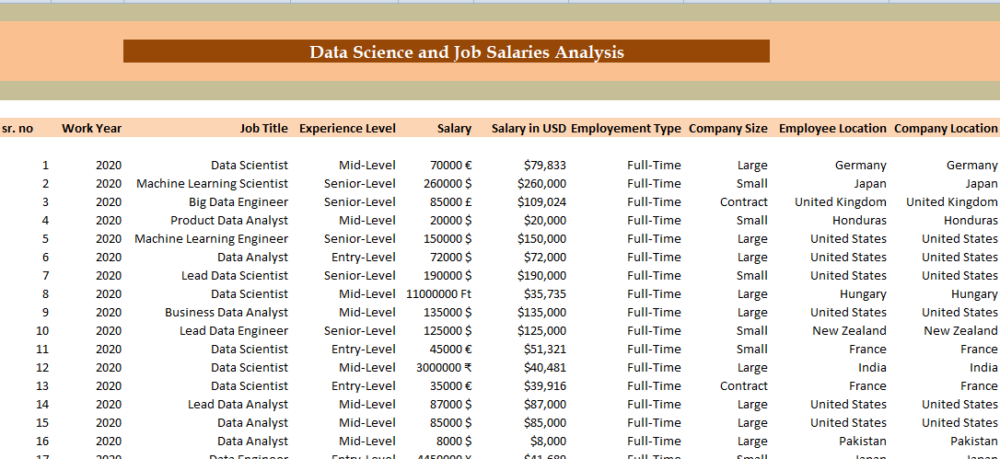 Data Science and Job Salaries Analysis
sr. no Work Year Job Title Experience Level Salary Salary in USD Employement Type Company Size Employee Location Company Location
1 2020 Data Scientist Mid-Level 70000 € $79,833 Full-Time Large Germany Germany
2 2020 Machine Learning Scientist Senior-Level 260000 $ $260,000 Full-Time Small Japan Japan
3 2020 Big Data Engineer Senior-Level 85000 £ $109,024 Full-Time Contract United Kingdom United Kingdom
4 2020 Product Data Analyst Mid-Level 20000 $ $20,000 Full-Time Small Honduras Honduras
5 2020 Machine Learning Engineer Senior-Level 150000 $ $150,000 Full-Time Large United States United States
6 2020 Data Analyst Entry-Level 72000 $ $72,000 Full-Time Large United States United States
7 2020 Lead Data Scientist Senior-Level 190000 $ $190,000 Full-Time Small United States United States
8 2020 Data Scientist Mid-Level 11000000 Ft $35,735 Full-Time Large Hungary Hungary
9 2020 Business Data Analyst Mid-Level 135000 $ $135,000 Full-Time Large United States United States
10 2020 Lead Data Engineer Senior-Level 125000 $ $125,000 Full-Time Small New Zealand New Zealand
11 2020 Data Scientist Entry-Level 45000 € $51,321 Full-Time Small France France
12 2020 Data Scientist Mid-Level 3000000 ₹ $40,481 Full-Time Large India India
13 2020 Data Scientist Entry-Level 35000 € $39,916 Full-Time Contract France France
14 2020 Lead Data Analyst Mid-Level 87000 $ $87,000 Full-Time Large United States United States
15 2020 Data Analyst Mid-Level 85000 $ $85,000 Full-Time Large United States United States
16 2020 Data Analyst Mid-Level 8000 $ $8,000 Full-Time Large Pakistan Pakistan
17 2020 Data Engineer Entry-Level 4450000 ¥ $41,689 Full-Time Small Japan Japan